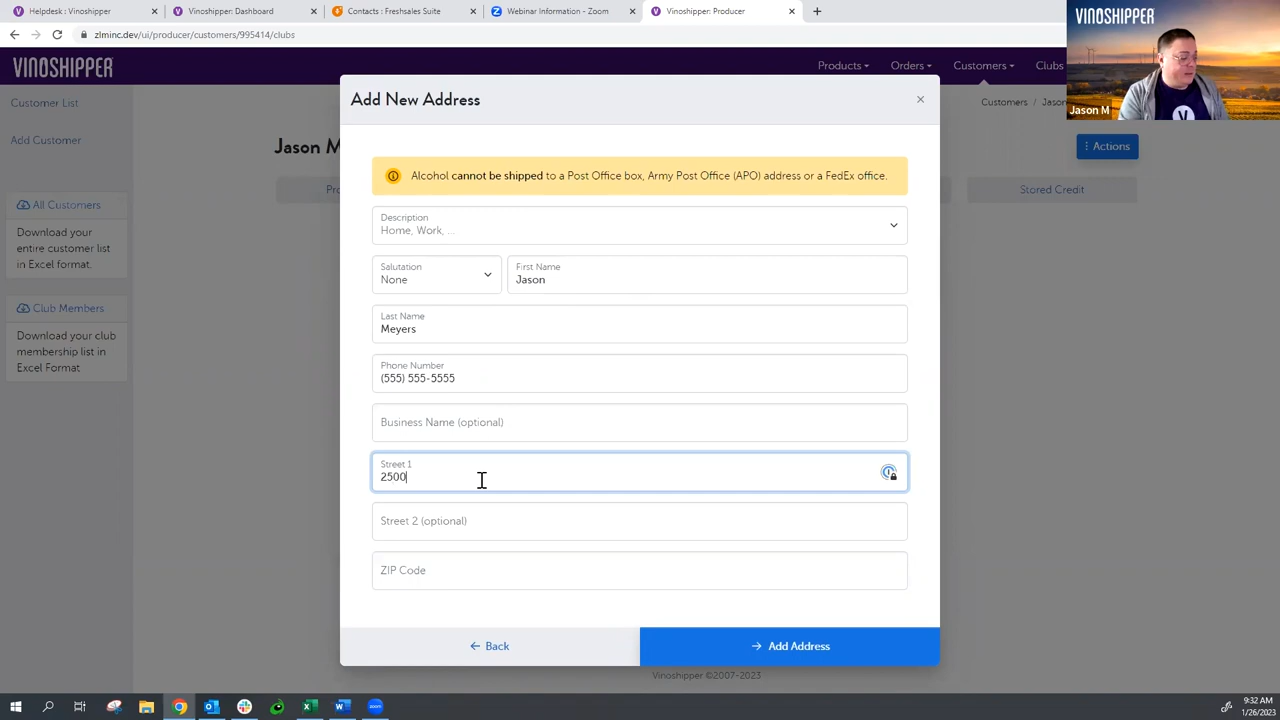 Helpdesk : Vinoshipper
Vinoshipper: Dashboard
Contacts : Freshsales Suite
Webinar Information - Zoom
Vinoshipper: Producer
zlminc.dev/ui/producer/customers/995414/clubs
VINOSHIPPER
Products
Orders
Customers
Clubs
VINOSHIPPER
Jason M
Customer List
Add Customer
All Customers
Download your
entire customer list
in Excel format.
Club Members
Download your club
membership list in
Excel Format
Customers / Jason
Jason M
Actions
Stored Credit
Add New Address
Alcohol cannot be shipped to a Post Office box, Army Post Office (APO) address or a FedEx office.
Description
Home, Work, ...
Salutation
None
First Name
Jason
Last Name
Meyers
Phone Number
(555) 555-5555
Business Name (optional)
Street 1
2500
Street 2 (optional)
ZIP Code
Back
Add Address
Vinoshipper ©2007-2023
9:32 AM
1/26/2023